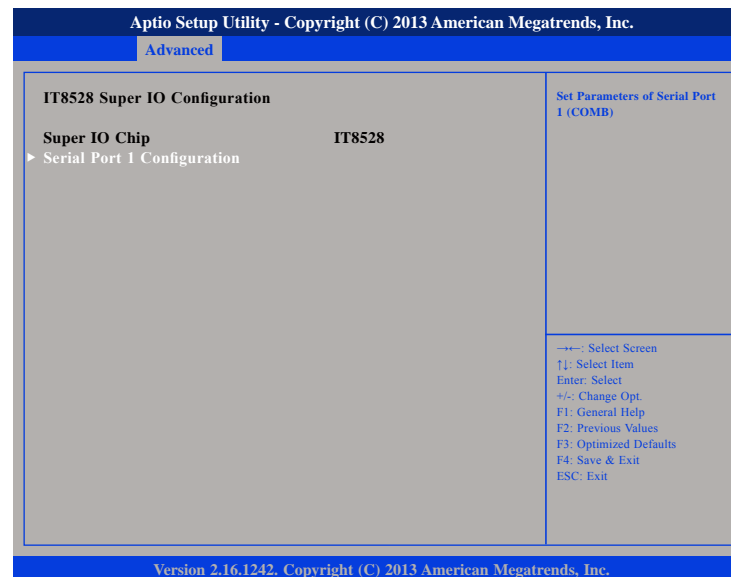 Aptio Setup Utility - Copyright (C) 2013 American Megatrends, Inc.
Advanced
IT8528 Super IO Configuration
Super IO Chip IT8528
▶ Serial Port 1 Configuration
Set Parameters of Serial Port
1 (COMB)
→←: Select Screen
↑↓: Select Item
Enter: Select
+/-: Change Opt.
F1: General Help
F2: Previous Values
F3: Optimized Defaults
F4: Save & Exit
ESC: Exit
Version 2.16.1242. Copyright (C) 2013 American Megatrends, Inc.